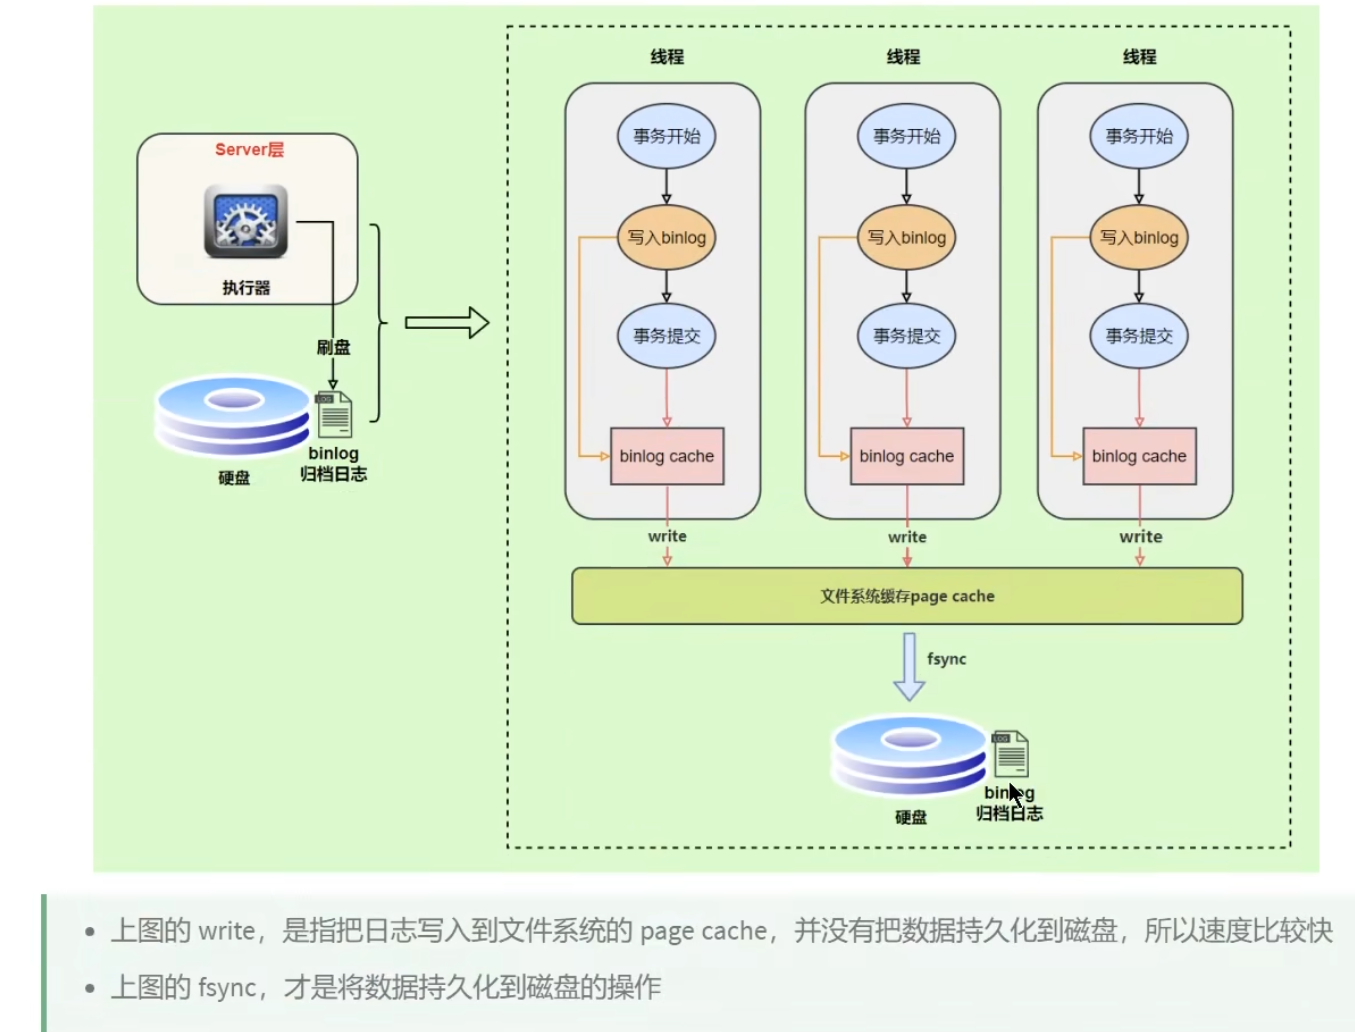 线程 线程 线程
Server层
事务开始 事务开始 事务开始
写入binlog 写入binlog 写入binlog
执行器
事务提交 事务提交 事务提交
刷盘
LOG
binlog
归档日志
硬盘
binlog cache binlog cache binlog cache
write write write
文件系统缓存page cache
fsync
LOG
binlog
归档日志
硬盘
• 上图的 write，是指把日志写入到文件系统的 page cache，并没有把数据持久化到磁盘，所以速度比较快
• 上图的 fsync，才是将数据持久化到磁盘的操作